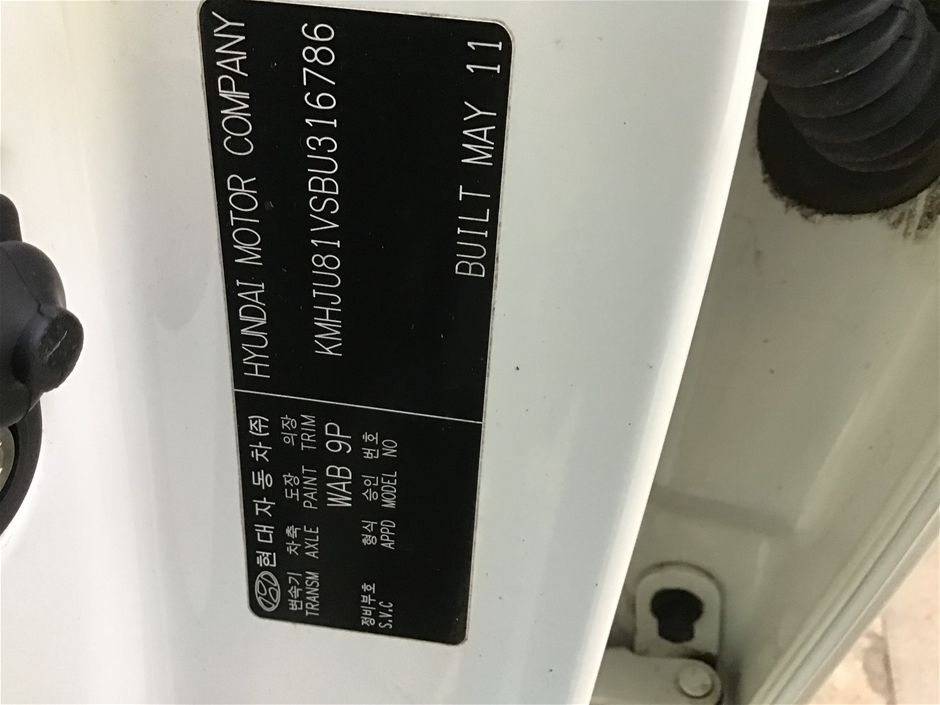 현대자동차(주)
HYUNDAI MOTOR COMPANY
변속기 차축 도장 의장
TRANSM AXLE PAINT TRIM
KMHJU81VSBU316786
WAB 9P
정비부호 형식 승인 번호
S.V.C APPD MODEL NO
BUILT MAY 11